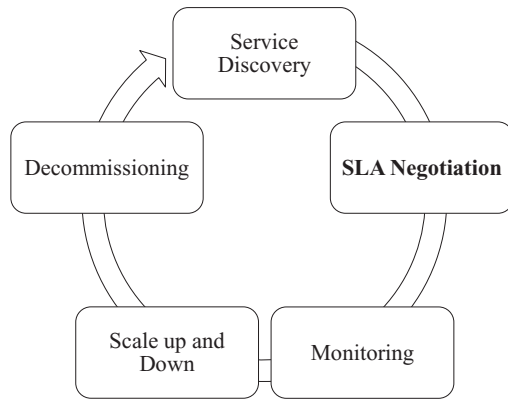 Service
Discovery
SLA Negotiation
Monitoring
Scale up and
Down
Decommissioning